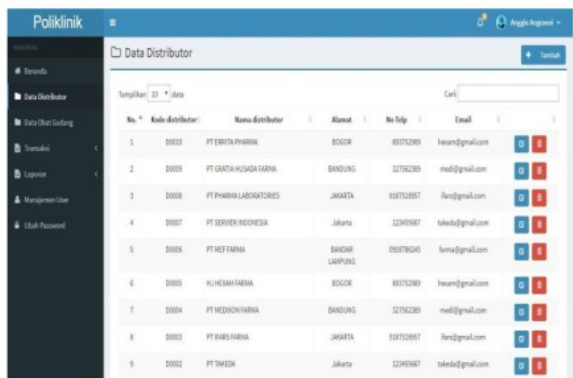 Poliklinik
Anggie Angraeni
Beranda
Data Distributor
Data Obat Gudang
Transaksi
Laporan
Manajemen User
Ubah Password
Data Distributor
Tambah
Tampilkan 10 data
Cari:
No. Kode distributor Nama distributor Alamat No Telp Email
1 D0010 PT ERRITA PHARMA BOGOR 893752989 hexam@gmail.com
2 D0009 PT GRATIA HUSADA FARMA BANDUNG 327562389 medi@gmail.com
3 D0008 PT PHARMA LABORATORIES JAKARTA ifars@gmail.com
4 D0007 PT SERVIER INDONESIA Jakarta 123455667 takeda@gmail.com
5 D0006 PT MEF FARMA BANDAR LAMPUNG 0918786245 farma@gmail.com
6 D0005 HJ HEXAM FARMA BOGOR 893752989 hexam@gmail.com
7 D0004 PT MEDIKON FARMA BANDUNG 327562389 medi@gmail.com
8 D0003 PT IFARS FARMA JAKARTA ifars@gmail.com
9 D0002 PT TAKEDA Jakarta 123455667 takeda@gmail.com